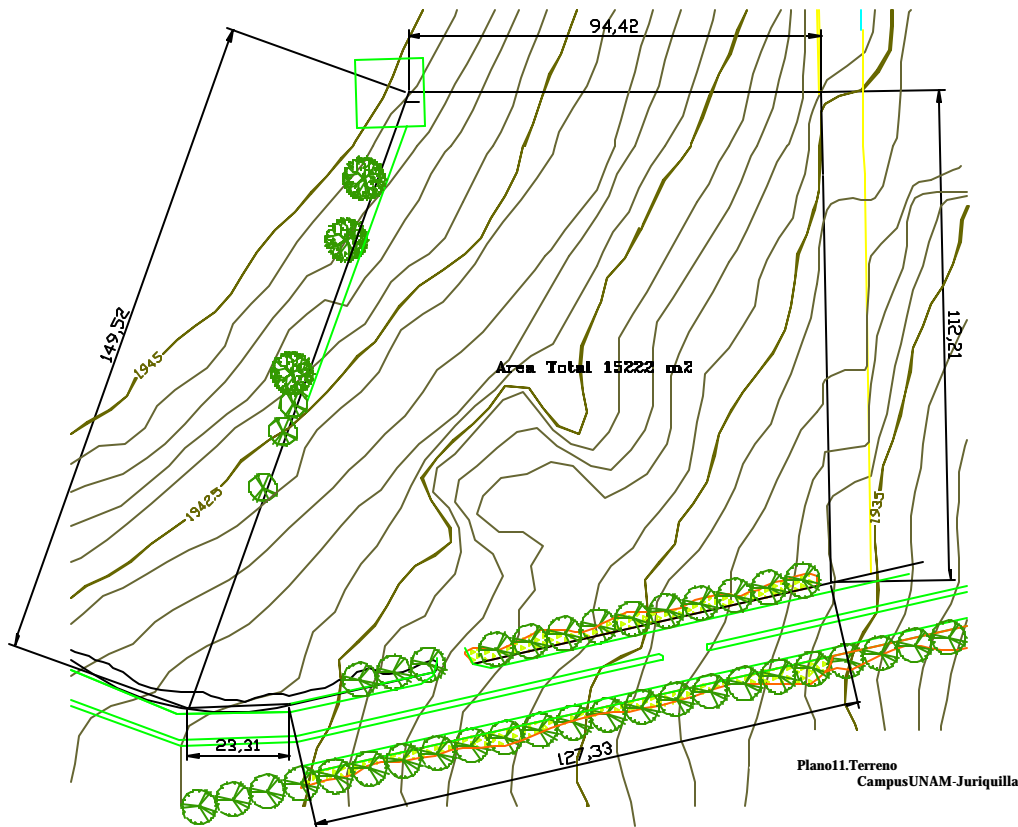 94,42
149,52
1945
112,21
Area Total 15222 m2
1942.5
1935
23,31
127,33
Plano11.Terreno
CampusUNAM-Juriquilla